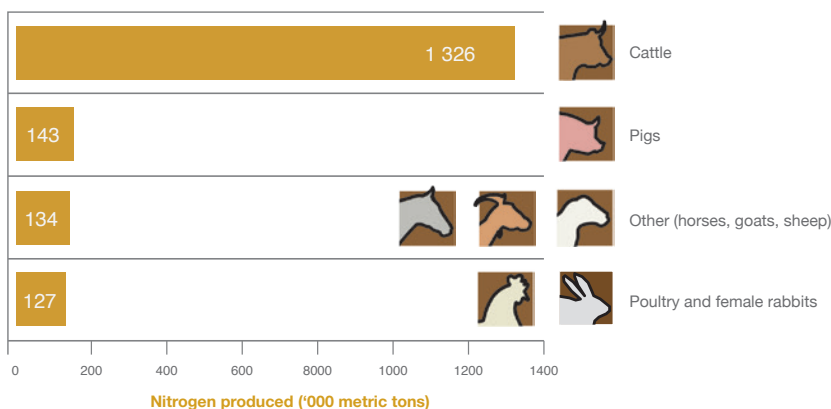 1 326
Cattle
143
Pigs
134
Other (horses, goats, sheep)
127
Poultry and female rabbits
0 200 400 600 8000 1000 1200 1400
Nitrogen produced (‘000 metric tons)